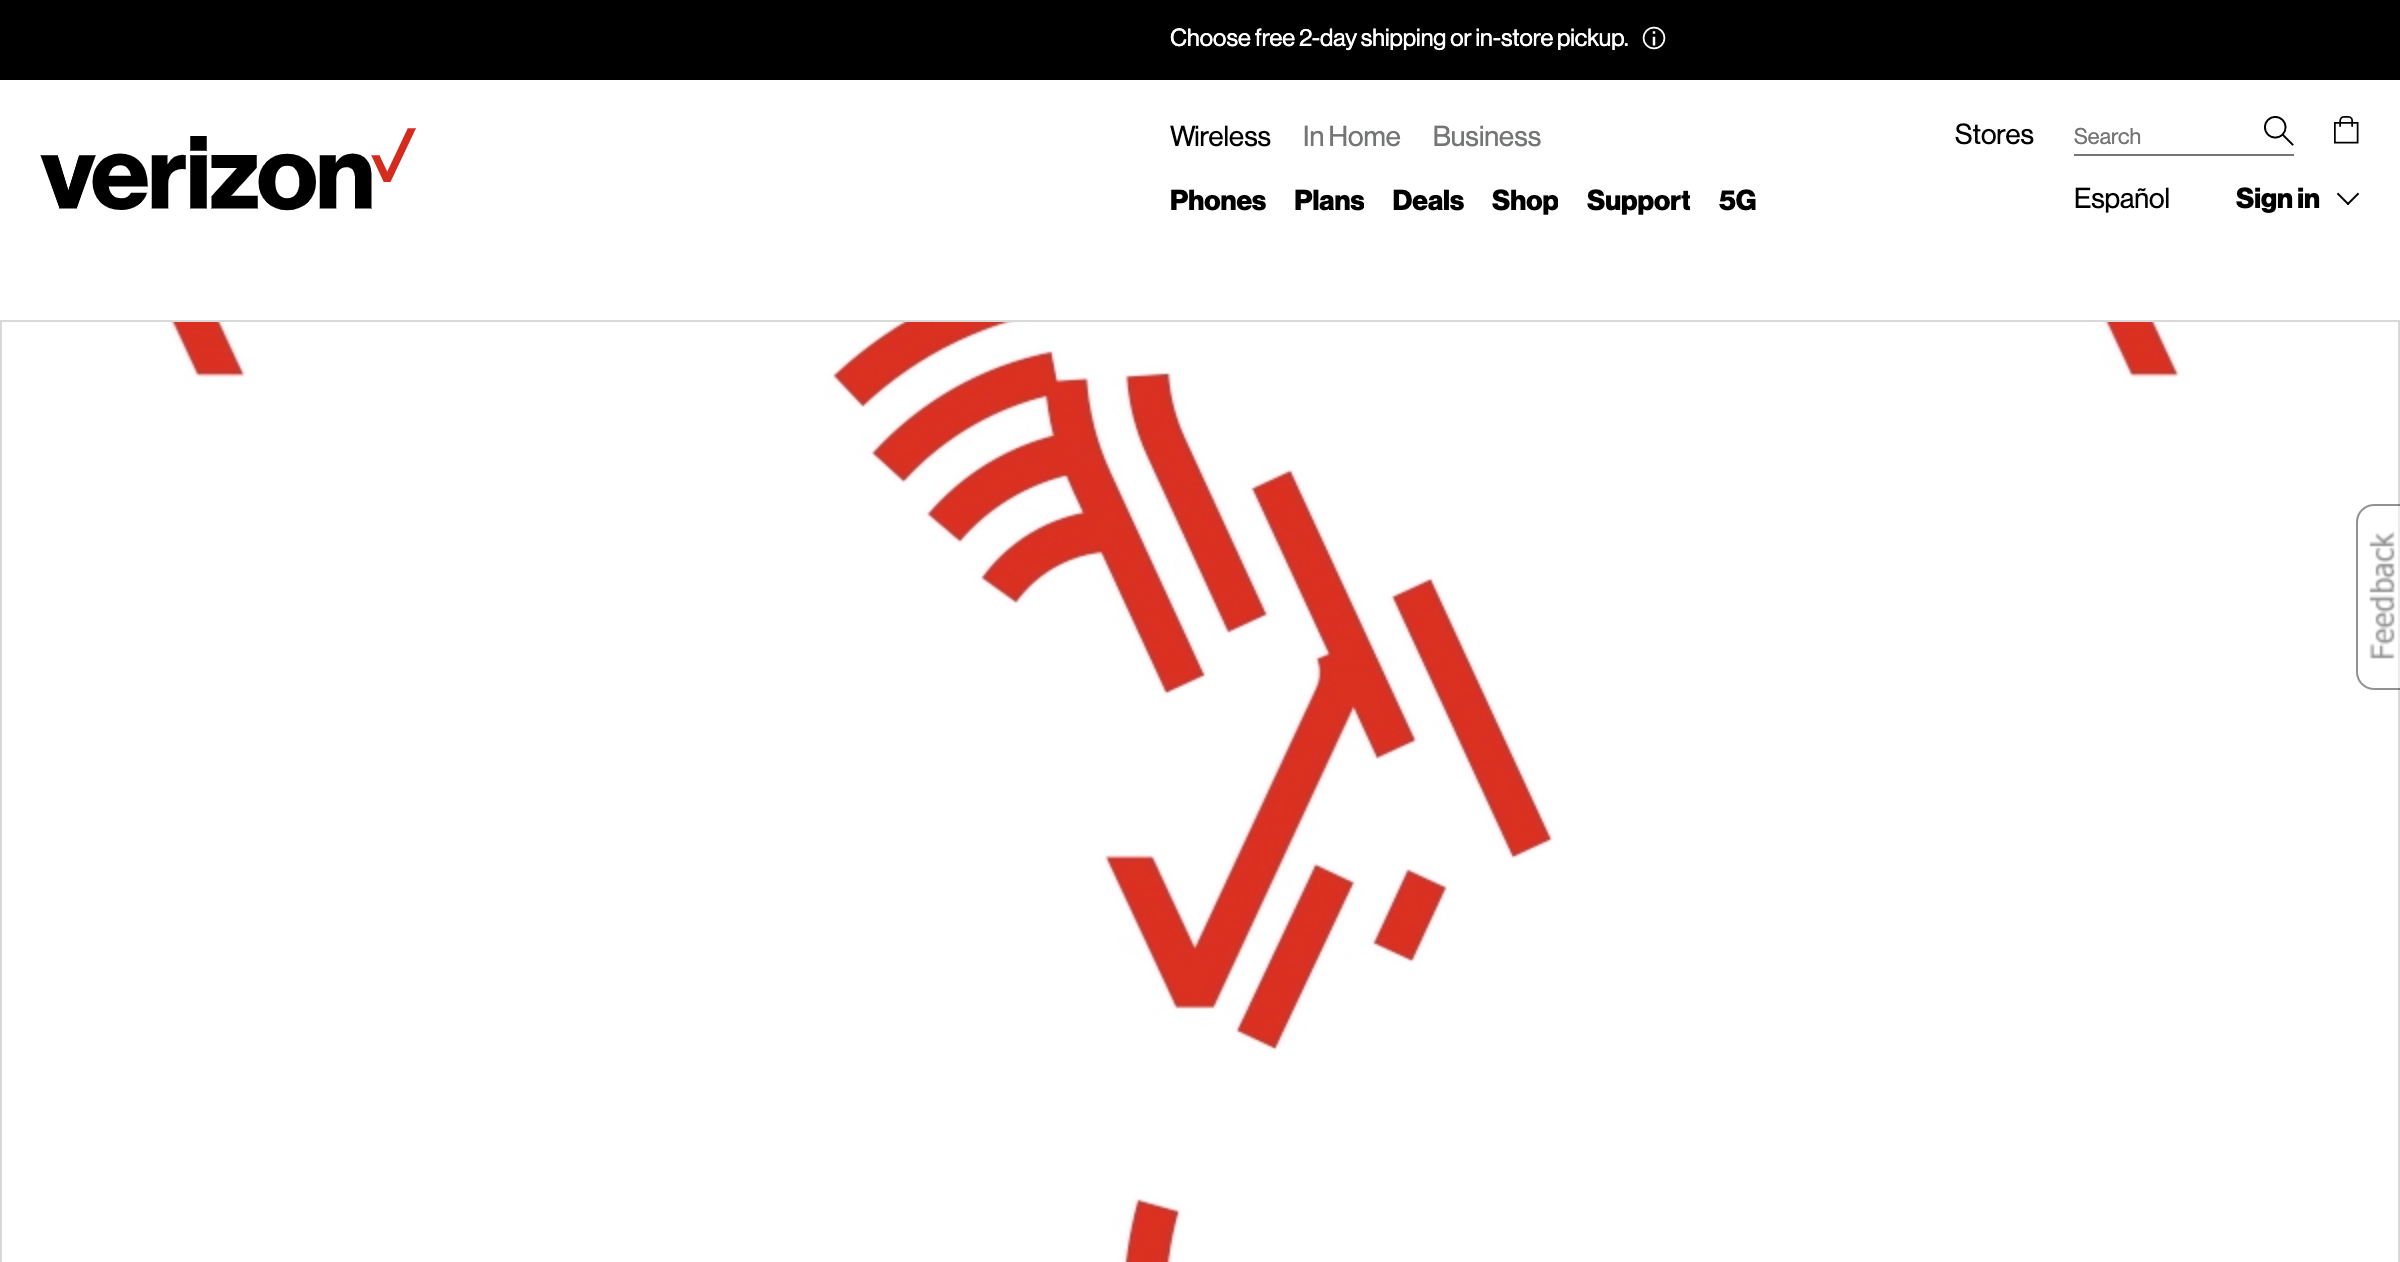 Choose free 2-day shipping or in-store pickup.
verizon
Wireless In Home Business
Stores Search
Phones Plans Deals Shop Support 5G
Español Sign in
Feedback